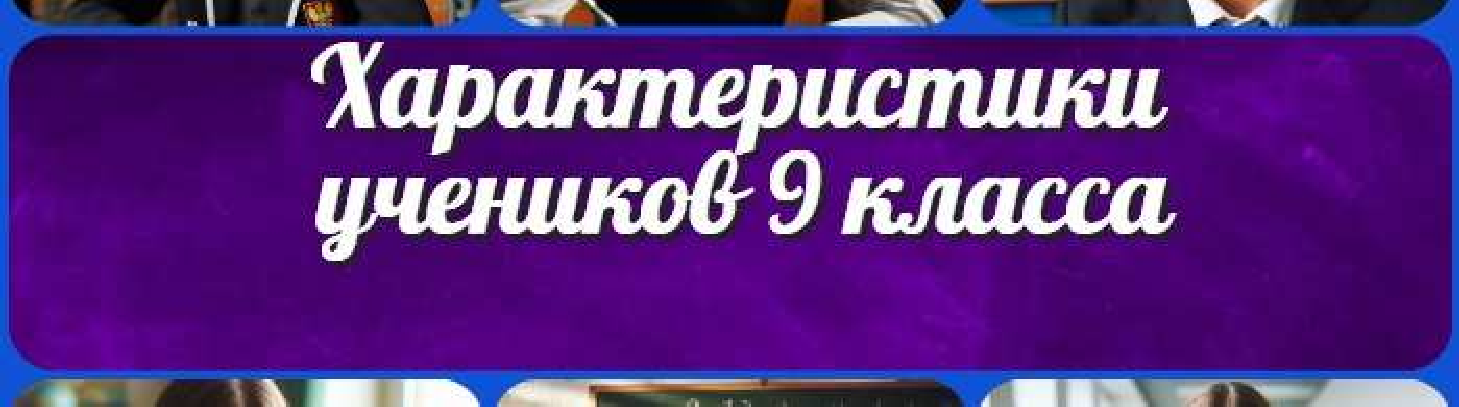 Характеристики
учеников 9 класса